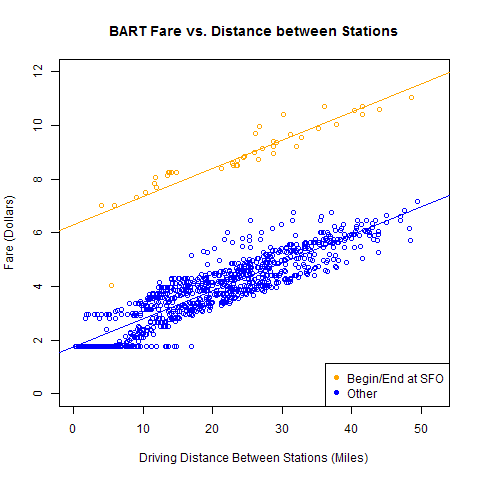 BART Fare vs. Distance between Stations
Fare (Dollars)
12
10
8
6
4
2
0
Begin/End at SFO
Other
0 10 20 30 40 50
Driving Distance Between Stations (Miles)